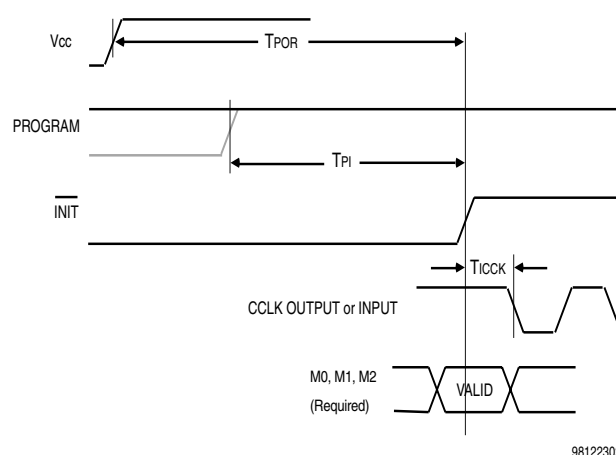 Vcc
TPOR
PROGRAM
TPI
INIT
TICCK
CCLK OUTPUT or INPUT
M0, M1, M2
VALID
(Required)
9812230